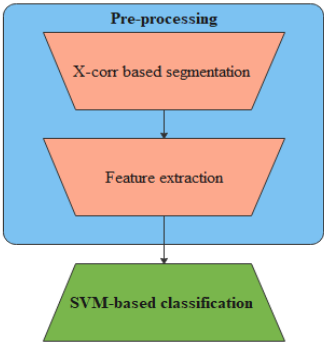 Pre-processing
X-corr based segmentation
Feature extraction
SVM-based classification